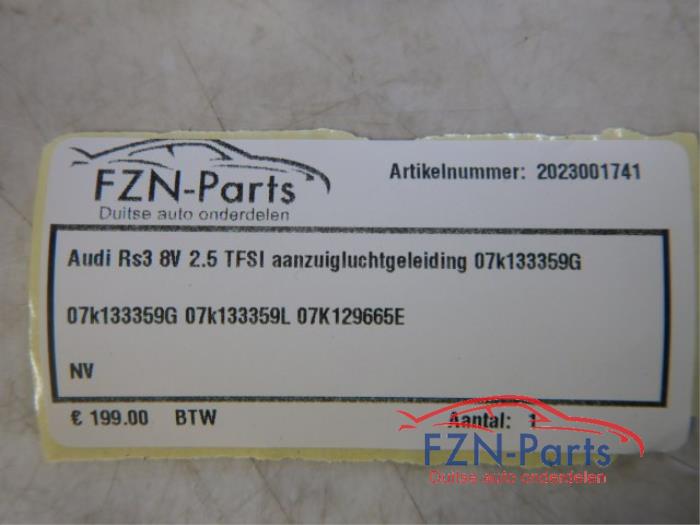 FZN-Parts
Duitse auto onderdelen
Artikelnummer: 2023001741
Audi Rs3 8V 2.5 TFSI aanzuigluchtgeleiding 07k133359G
07k133359G 07k133359L 07K129665E
NV
€ 199.00 BTW
Aantal: 1
FZN-Parts
Duitse auto onderdelen